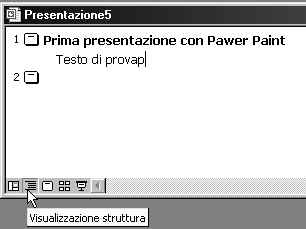 Presentazione5
1 Prima presentazione con Pawer Paint
Testo di provap
2
Visualizzazione struttura